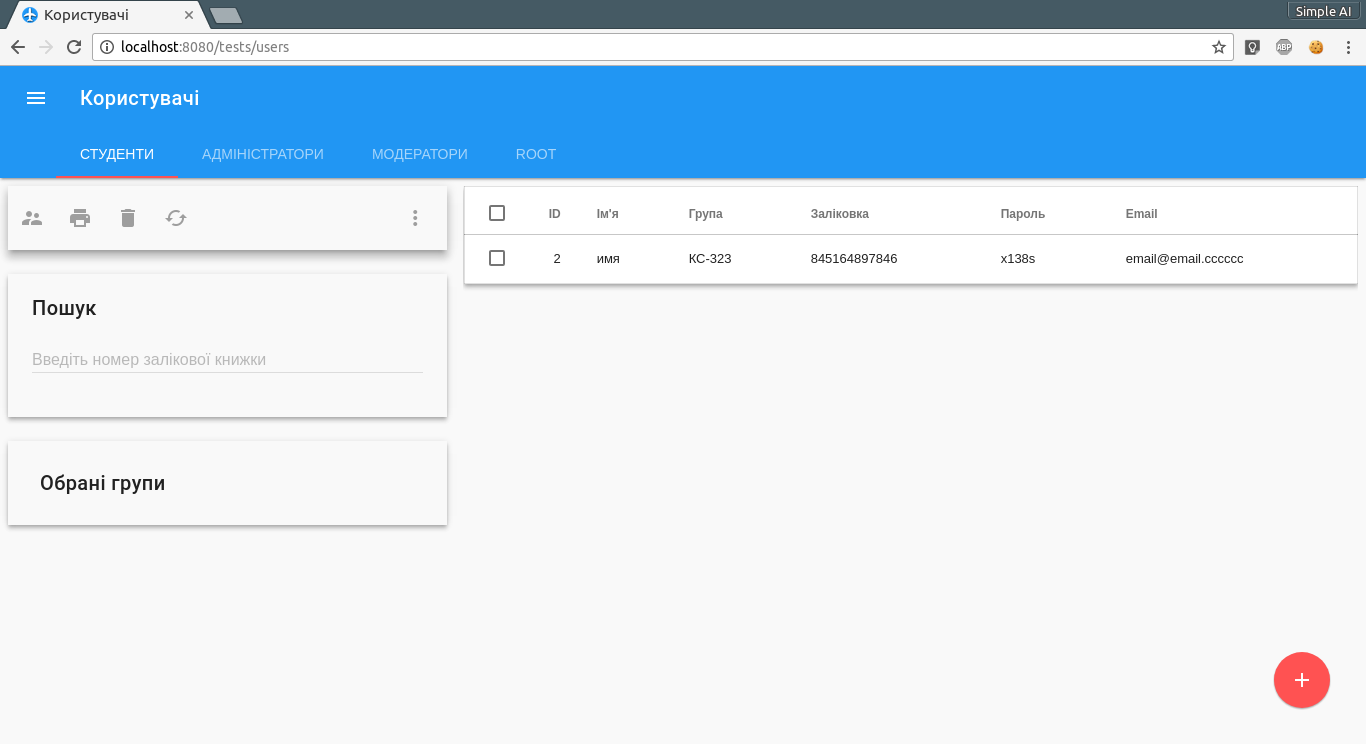 Користувачі
Simple AI
localhost:8080/tests/users
ABP
Користувачі
СТУДЕНТИ АДМІНІСТРАТОРИ МОДЕРАТОРИ ROOT
Пошук
Введіть номер залікової книжки
Обрані групи
ID Ім'я Група Заліковка Пароль Email
2 имя КС-323 845164897846 x138s email@email.cccccc